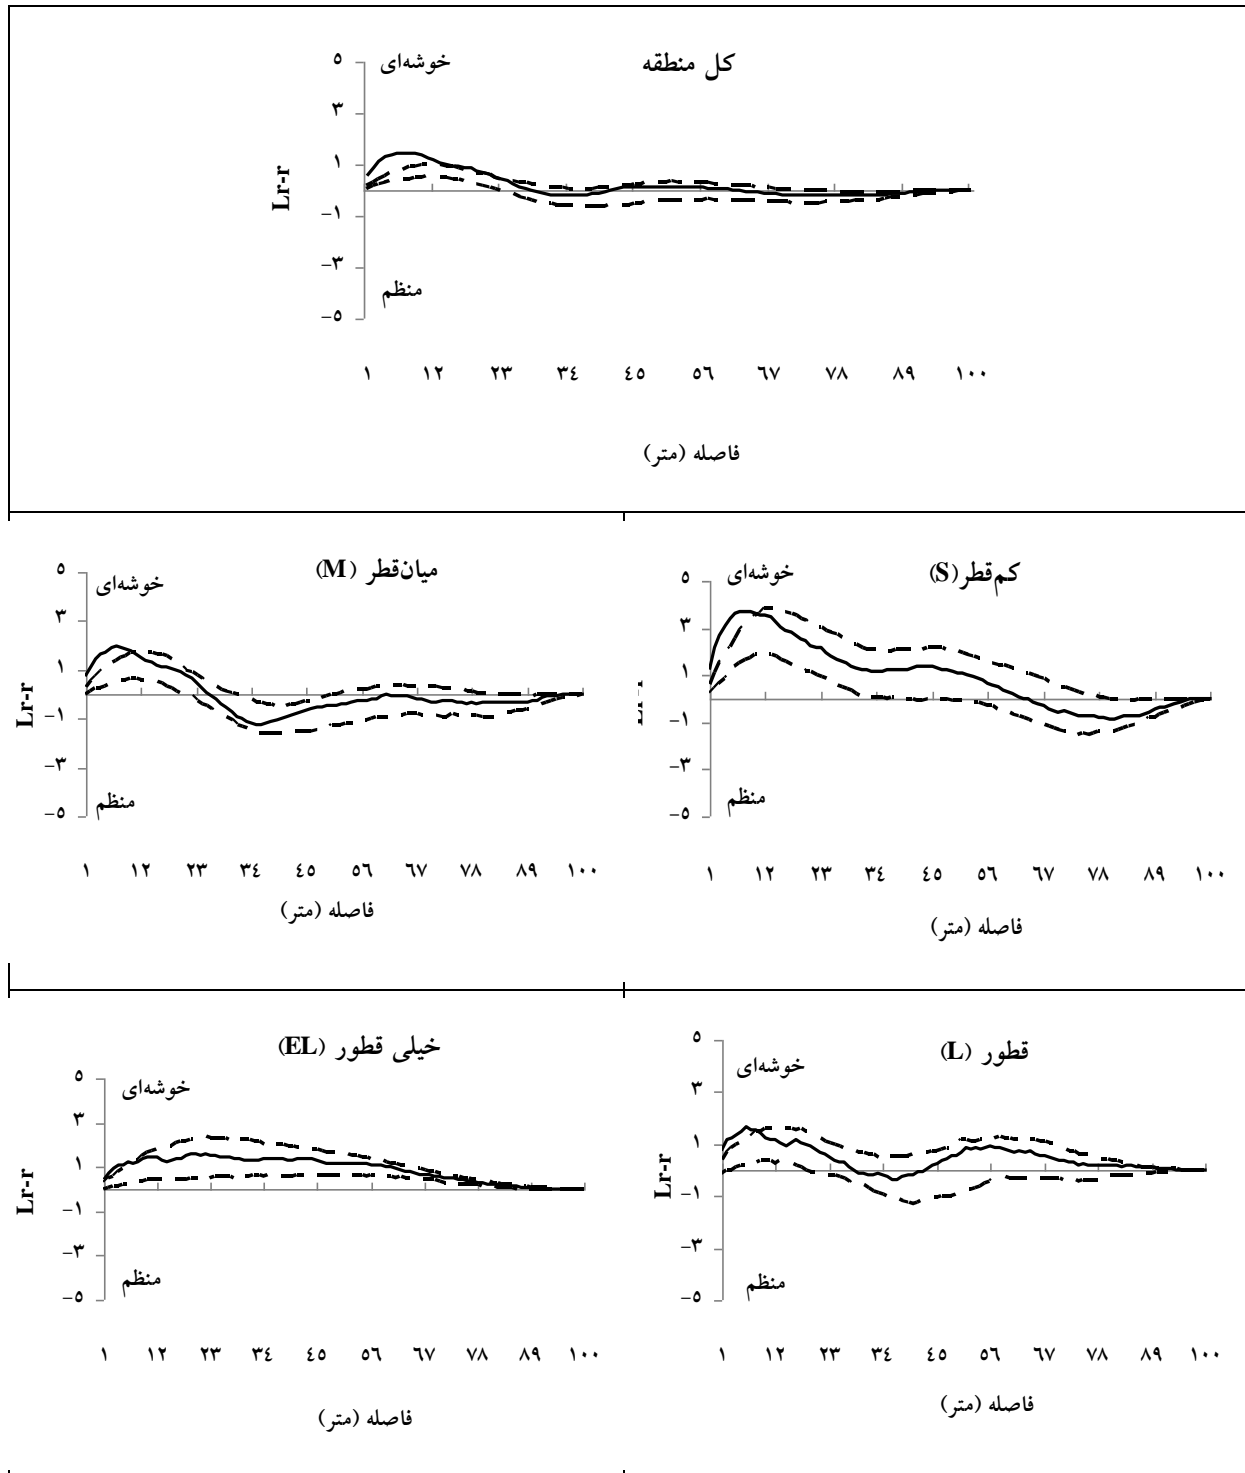 کل منطقه
خوشه‌ای
۵
۳
۱
-۱
-۳
-۵
Lr-r
منظم
۱ ۱۲ ۲۳ ۳٤ ٤۵ ۵٦ ٦۷ ۷۸ ۸۹ ۱۰۰
فاصله (متر)
کم‌قطر(S)
خوشه‌ای
۵
۳
۱
-۱
-۳
-۵
منظم
۱ ۱۲ ۲۳ ۳٤ ٤۵ ۵٦ ٦۷ ۷۸ ۸۹ ۱۰۰
فاصله (متر)
میان‌قطر (M)
خوشه‌ای
۵
۳
۱
-۱
-۳
-۵
Lr-r
منظم
۱ ۱۲ ۲۳ ۳٤ ٤۵ ۵٦ ٦۷ ۷۸ ۸۹ ۱۰۰
فاصله (متر)
قطور (L)
خوشه‌ای
۵
۳
۱
-۱
-۳
-۵
Lr-r
منظم
۱ ۱۲ ۲۳ ۳٤ ٤۵ ۵٦ ٦۷ ۷۸ ۸۹ ۱۰۰
فاصله (متر)
خیلی قطور (EL)
خوشه‌ای
۵
۳
۱
-۱
-۳
-۵
Lr-r
منظم
۱ ۱۲ ۲۳ ۳٤ ٤۵ ۵٦ ٦۷ ۷۸ ۸۹ ۱۰۰
فاصله (متر)